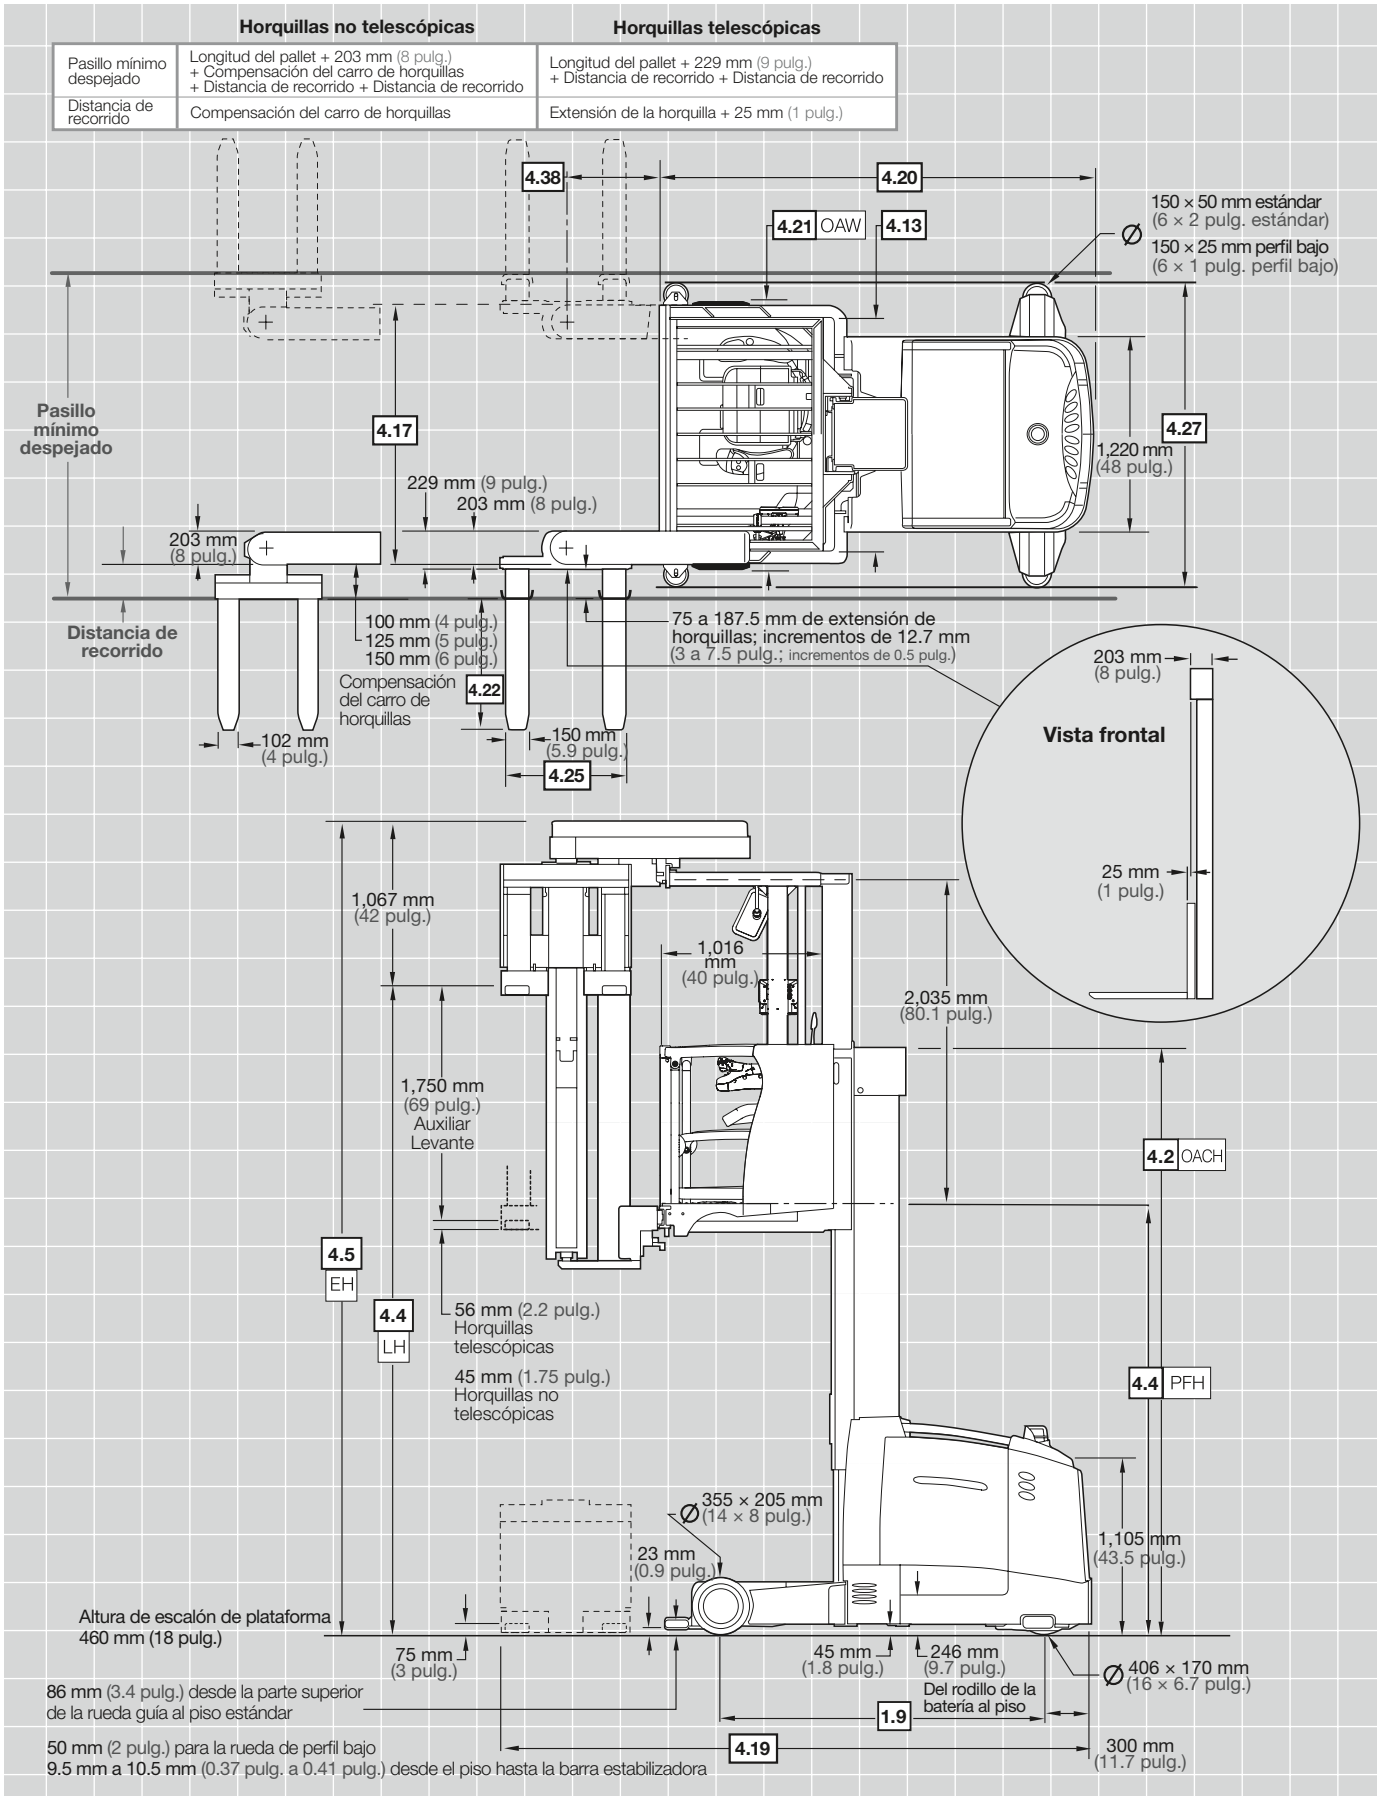 Horquillas no telescópicas
Horquillas telescópicas
Pasillo mínimo
despejado
Longitud del pallet + 203 mm (8 pulg.)
+ Compensación del carro de horquillas
+ Distancia de recorrido + Distancia de recorrido
Longitud del pallet + 229 mm (9 pulg.)
+ Distancia de recorrido + Distancia de recorrido
Distancia de
recorrido
Compensación del carro de horquillas
Extensión de la horquilla + 25 mm (1 pulg.)
4.38
4.20
4.21 OAW
4.13
150 × 50 mm estándar
(6 × 2 pulg. estándar)
150 × 25 mm perfil bajo
(6 × 1 pulg. perfil bajo)
Pasillo
mínimo
despejado
4.17
4.27
1,220 mm
(48 pulg.)
229 mm (9 pulg.)
203 mm (8 pulg.)
203 mm
(8 pulg.)
Distancia de
recorrido
100 mm (4 pulg.)
125 mm (5 pulg.)
150 mm (6 pulg.)
Compensación
del carro de
horquillas
4.22
75 a 187.5 mm de extensión de
horquillas; incrementos de 12.7 mm
(3 a 7.5 pulg.; incrementos de 0.5 pulg.)
102 mm
(4 pulg.)
150 mm
(5.9 pulg.)
4.25
203 mm
(8 pulg.)
Vista frontal
25 mm
(1 pulg.)
1,067 mm
(42 pulg.)
1,016
mm
(40 pulg.)
2,035 mm
(80.1 pulg.)
1,750 mm
(69 pulg.)
Auxiliar
Levante
4.2 OACH
4.5
EH
4.4
LH
56 mm (2.2 pulg.)
Horquillas
telescópicas
45 mm (1.75 pulg.)
Horquillas no
telescópicas
4.4 PFH
355 × 205 mm
(14 × 8 pulg.)
23 mm
(0.9 pulg.)
1,105 mm
(43.5 pulg.)
Altura de escalón de plataforma
460 mm (18 pulg.)
75 mm
(3 pulg.)
45 mm
(1.8 pulg.)
246 mm
(9.7 pulg.)
Del rodillo de la
batería al piso
406 × 170 mm
(16 × 6.7 pulg.)
86 mm (3.4 pulg.) desde la parte superior
de la rueda guía al piso estándar
1.9
4.19
300 mm
(11.7 pulg.)
50 mm (2 pulg.) para la rueda de perfil bajo
9.5 mm a 10.5 mm (0.37 pulg. a 0.41 pulg.) desde el piso hasta la barra estabilizadora